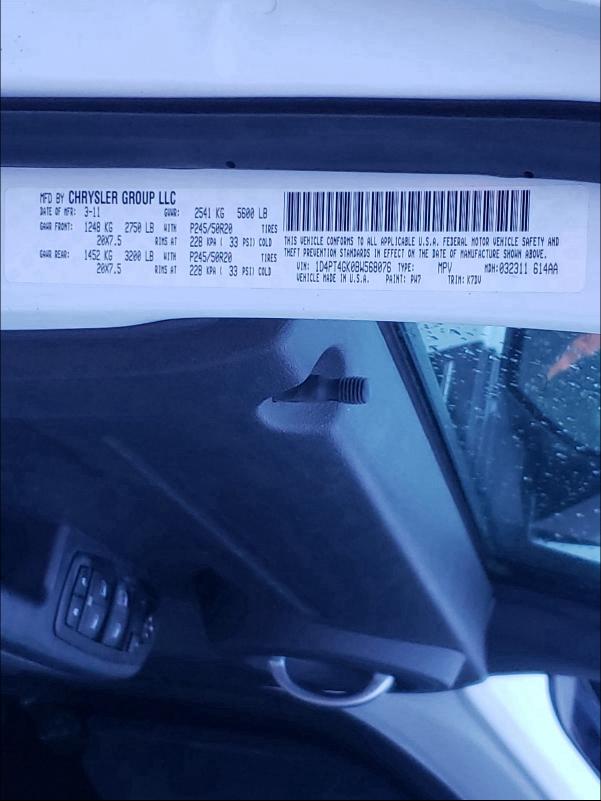 MFD BY CHRYSLER GROUP LLC
DATE OF MFR: 3-11 GVWR: 2541 KG 5600 LB
GAWR FRONT: 1248 KG 2750 LB WITH P245/50R20 TIRES
20X7.5 RIMS AT 228 KPA ( 33 PSI) COLD
GAWR REAR: 1452 KG 3200 LB WITH P245/50R20 TIRES
20X7.5 RIMS AT 228 KPA ( 33 PSI) COLD
THIS VEHICLE CONFORMS TO ALL APPLICABLE U.S.A. FEDERAL MOTOR VEHICLE SAFETY AND
THEFT PREVENTION STANDARDS IN EFFECT ON THE DATE OF MANUFACTURE SHOWN ABOVE.
VIN: 1D4PT4GK0BW568076 TYPE: MPV MDH: 032311 614AA
VEHICLE MADE IN U.S.A. PAINT: PW7 TRIM: K7DV